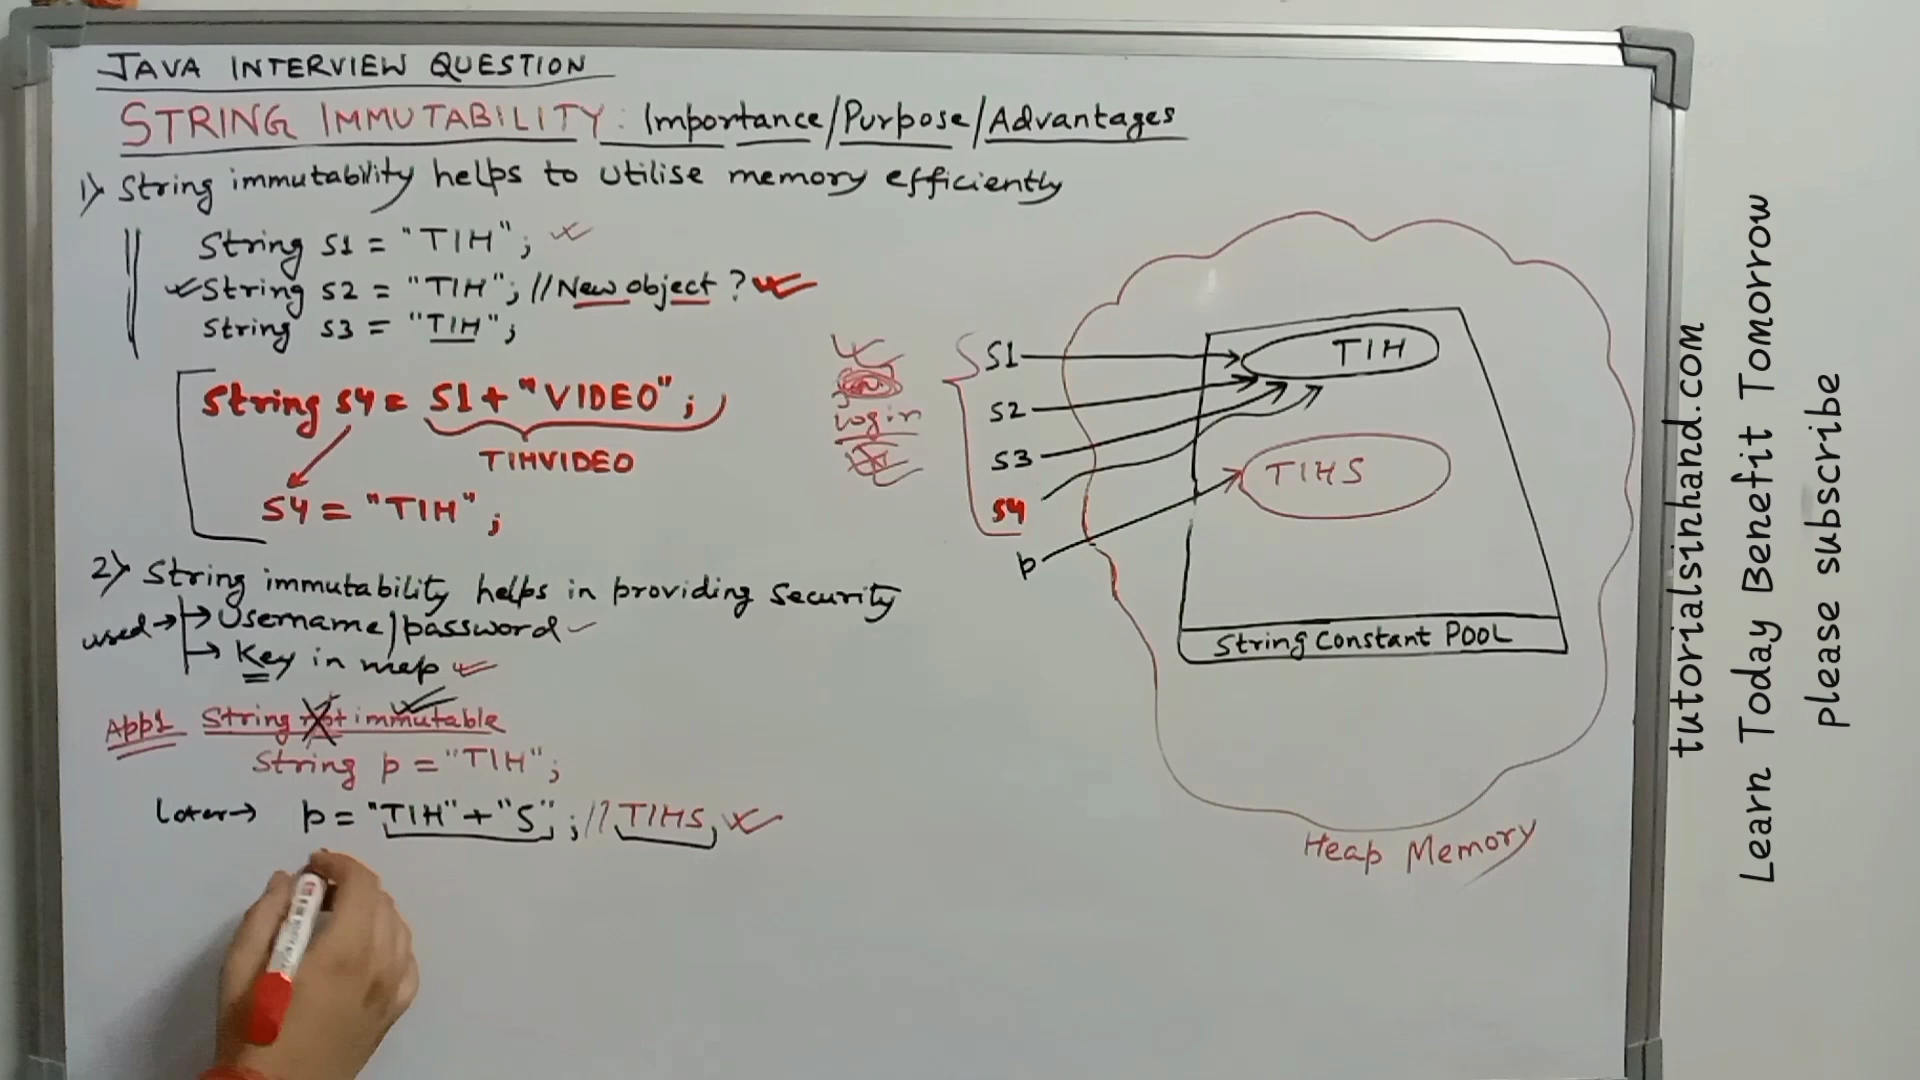 JAVA INTERVIEW QUESTION
STRING IMMUTABILITY: Importance/Purpose/Advantages
1) String immutability helps to utilise memory efficiently
String S1 = "TIH";
String S2 = "TIH"; //New object?
String S3 = "TIH";
String S4 = S1+"VIDEO";
TIHVIDEO
S4 = "TIH";
2) String immutability helps in providing security
used → Username/password
→ Key in map
App1 String not immutable
String p = "TIH";
Later → p = "TIH"+"S"; //TIHS
login
S1
S2
S3
S4
p
TIH
TIHS
String Constant POOL
Heap Memory
tutorialsinhand.com
Learn Today Benefit Tomorrow
please subscribe